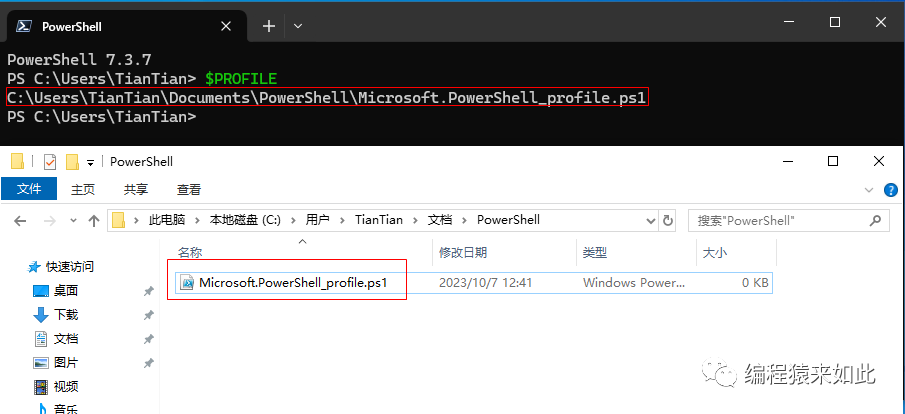 PowerShell
PowerShell 7.3.7
PS C:\Users\TianTian> $PROFILE
C:\Users\TianTian\Documents\PowerShell\Microsoft.PowerShell_profile.ps1
PS C:\Users\TianTian>
PowerShell
文件 主页 共享 查看
此电脑 › 本地磁盘 (C:) › 用户 › TianTian › 文档 › PowerShell 搜索"PowerShell"
名称 修改日期 类型 大小
快速访问
Microsoft.PowerShell_profile.ps1 2023/10/7 12:41 Windows Power... 0 KB
桌面
下载
文档
图片
视频
音乐
编程猿来如此